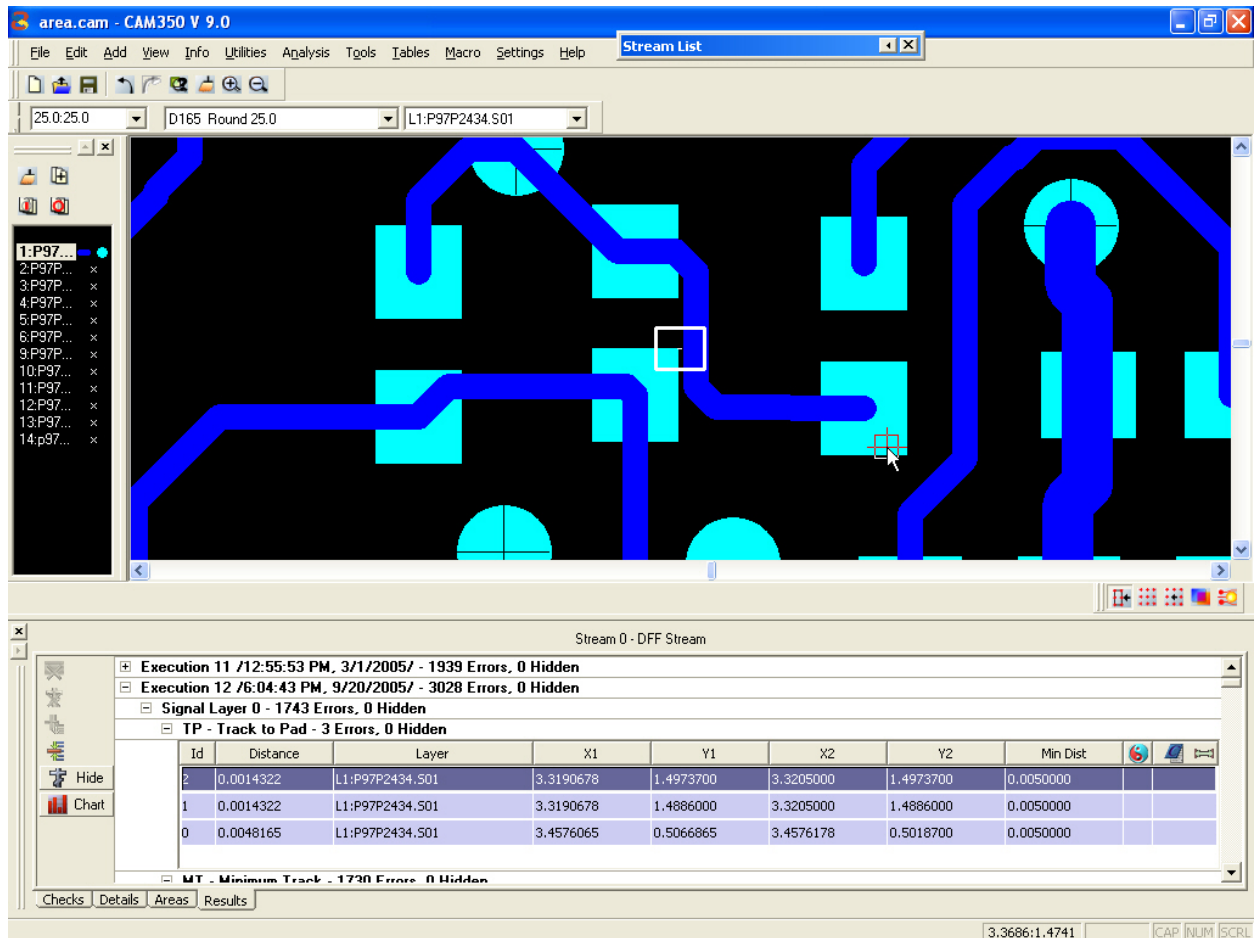 area.cam - CAM350 V 9.0
File Edit Add View Info Utilities Analysis Tools Tables Macro Settings Help
Stream List
25.0:25.0 D165 Round 25.0 L1:P97P2434.S01
1:P97...
2:P97P...
3:P97P...
4:P97P...
5:P97P...
6:P97P...
9:P97P...
10:P97...
11:P97...
12:P97...
13:P97...
14:p97...
Stream 0 - DFF Stream
Execution 11 /12:55:53 PM, 3/1/2005/ - 1939 Errors, 0 Hidden
Execution 12 /6:04:43 PM, 9/20/2005/ - 3028 Errors, 0 Hidden
Signal Layer 0 - 1743 Errors, 0 Hidden
TP - Track to Pad - 3 Errors, 0 Hidden
Id Distance Layer X1 Y1 X2 Y2 Min Dist
2 0.0014322 L1:P97P2434.S01 3.3190678 1.4973700 3.3205000 1.4973700 0.0050000
1 0.0014322 L1:P97P2434.S01 3.3190678 1.4886000 3.3205000 1.4886000 0.0050000
0 0.0048165 L1:P97P2434.S01 3.4576065 0.5066865 3.4576178 0.5018700 0.0050000
MT - Minimum Track - 1730 Errors, 0 Hidden
Hide
Chart
Checks Details Areas Results
3.3686:1.4741 CAP NUM SCRL